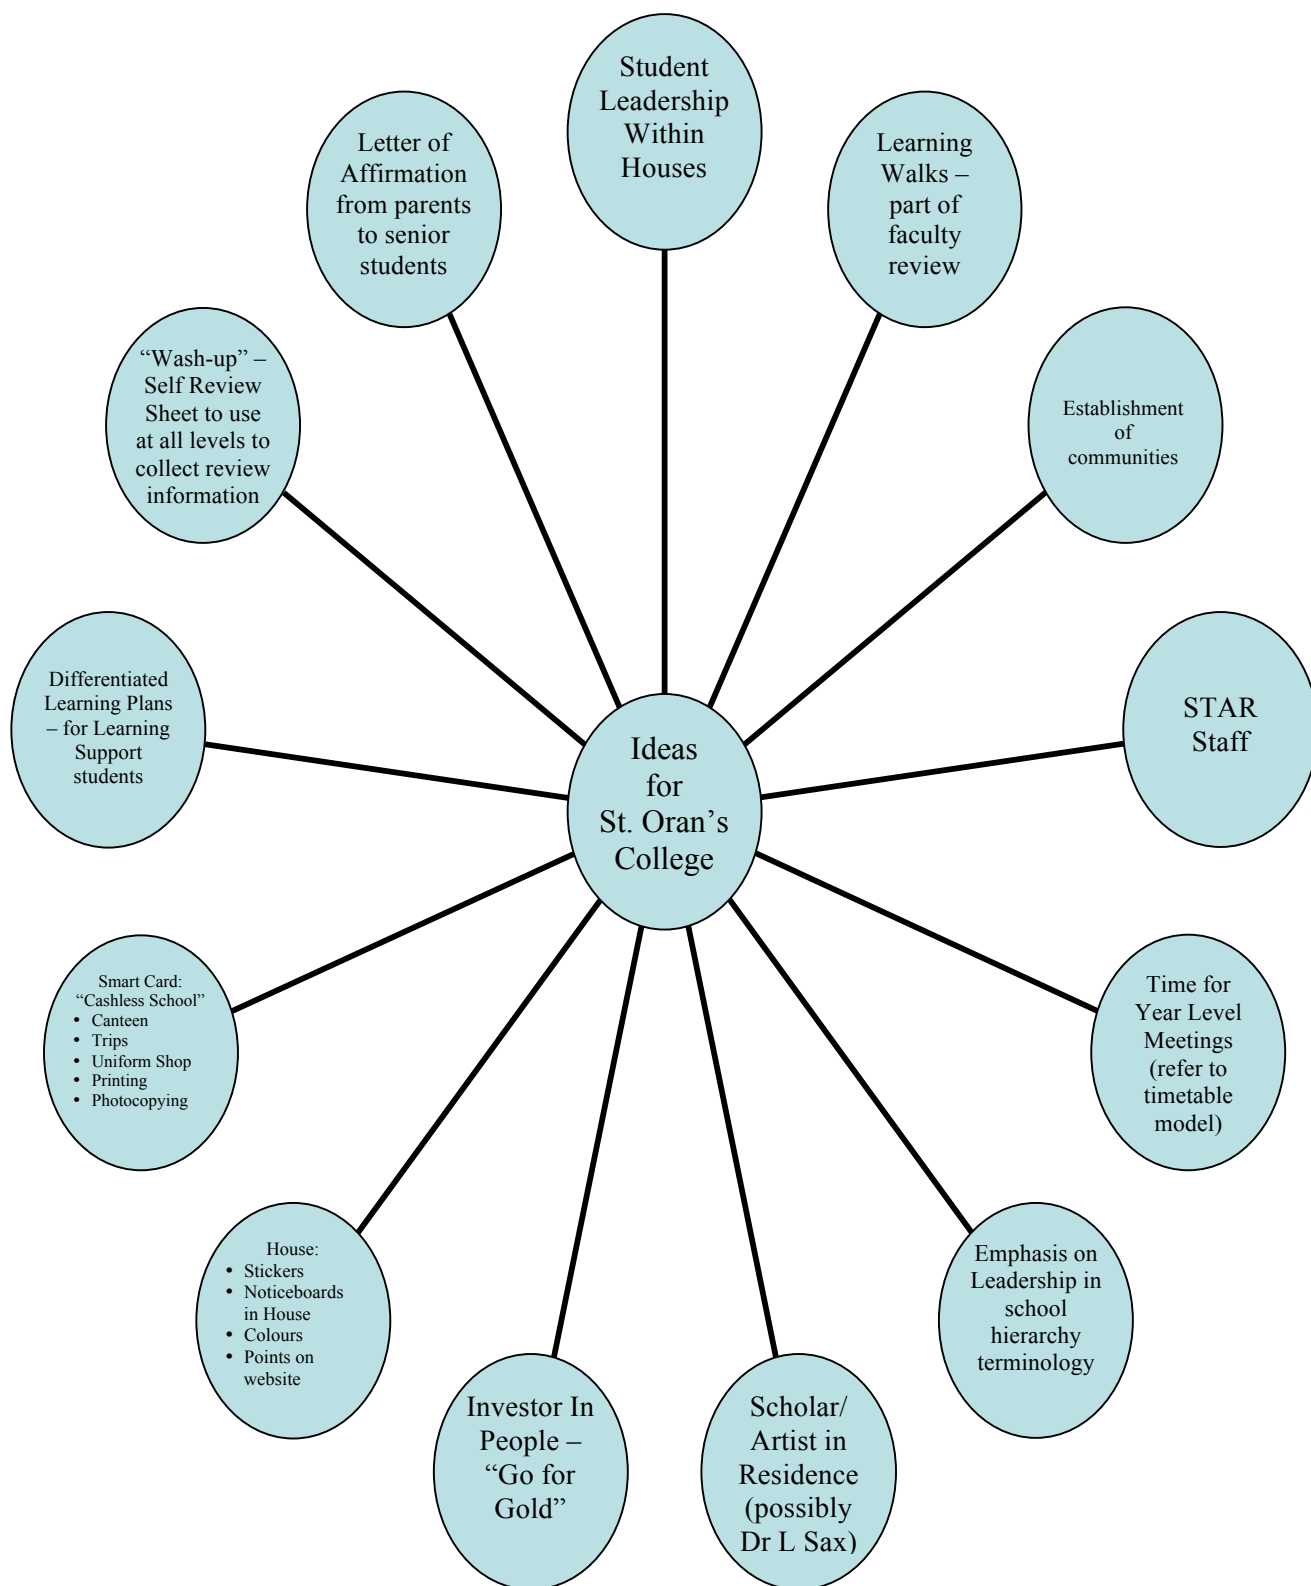 Student
Leadership
Within
Houses
Letter of
Affirmation
from parents
to senior
students
Learning
Walks –
part of
faculty
review
“Wash-up” –
Self Review
Sheet to use
at all levels to
collect review
information
Establishment
of
communities
Differentiated
Learning Plans
– for Learning
Support
students
STAR
Staff
Ideas
for
St. Oran’s
College
Smart Card:
“Cashless School”
• Canteen
• Trips
• Uniform Shop
• Printing
• Photocopying
Time for
Year Level
Meetings
(refer to
timetable
model)
House:
• Stickers
• Noticeboards
in House
• Colours
• Points on
website
Emphasis on
Leadership in
school
hierarchy
terminology
Investor In
People –
“Go for
Gold”
Scholar/
Artist in
Residence
(possibly
Dr L Sax)